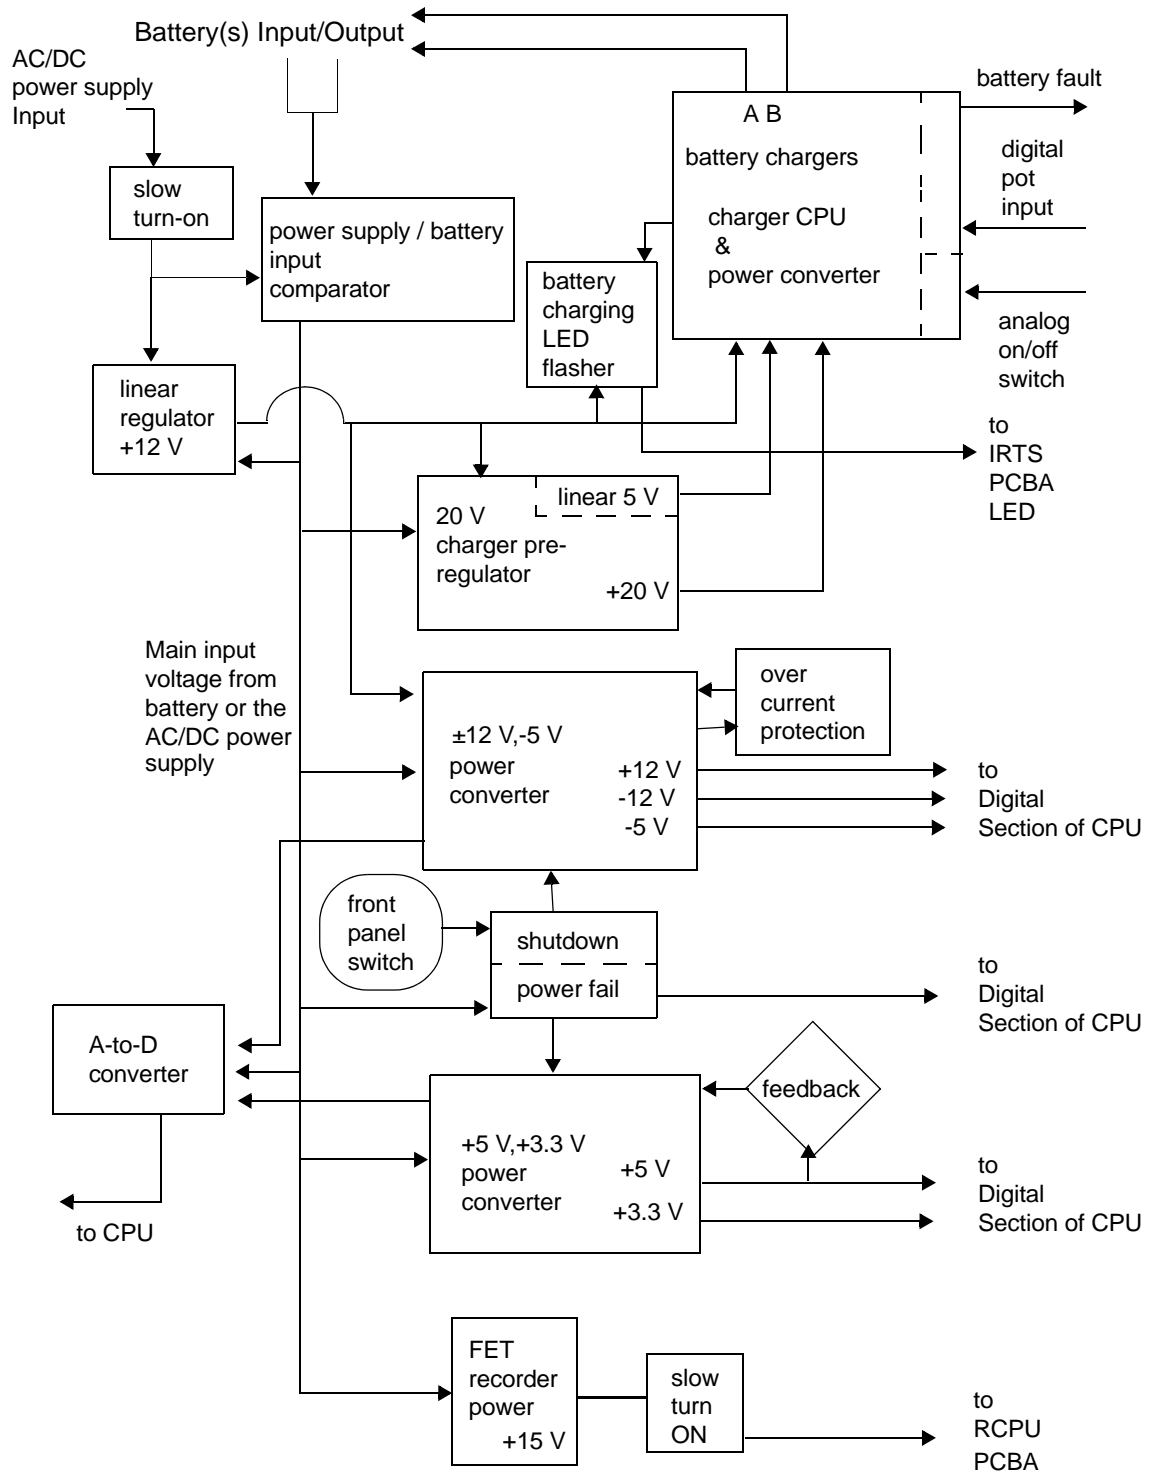 Battery(s) Input/Output
AC/DC
power supply
Input
battery fault
A B
battery chargers
charger CPU
&
power converter
digital
pot
input
slow
turn-on
power supply / battery
input
comparator
battery
charging
LED
flasher
analog
on/off
switch
linear
regulator
+12 V
to
IRTS
PCBA
LED
linear 5 V
20 V
charger pre-
regulator
+20 V
Main input
voltage from
battery or the
AC/DC power
supply
over
current
protection
±12 V,-5 V
power
converter
+12 V
-12 V
-5 V
to
Digital
Section of CPU
front
panel
switch
shutdown
power fail
to
Digital
Section of CPU
A-to-D
converter
feedback
+5 V,+3.3 V
power
converter
+5 V
+3.3 V
to
Digital
Section of CPU
to CPU
FET
recorder
power
+15 V
slow
turn
ON
to
RCPU
PCBA